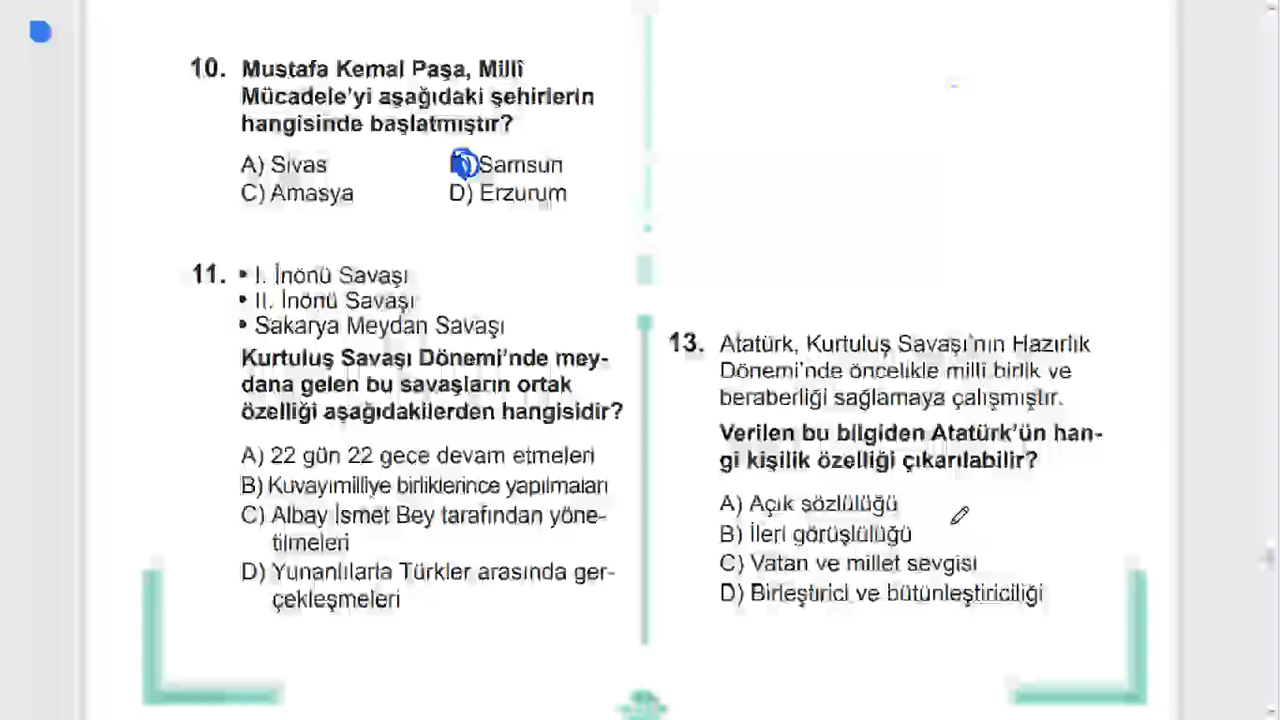 10. Mustafa Kemal Paşa, Millî
Mücadele'yi aşağıdaki şehirlerin
hangisinde başlatmıştır?
A) Sivas
Samsun
C) Amasya
D) Erzurum
11. • I. İnönü Savaşı
• II. İnönü Savaşı
• Sakarya Meydan Savaşı
Kurtuluş Savaşı Dönemi'nde mey-
dana gelen bu savaşların ortak
özelliği aşağıdakilerden hangisidir?
A) 22 gün 22 gece devam etmeleri
B) Kuvayımilliye birliklerince yapılmaları
C) Albay İsmet Bey tarafından yöne-
tilmeleri
D) Yunanlılarla Türkler arasında ger-
çekleşmeleri
13. Atatürk, Kurtuluş Savaşı'nın Hazırlık
Dönemi'nde öncelikle millî birlik ve
beraberliği sağlamaya çalışmıştır.
Verilen bu bilgiden Atatürk'ün han-
gi kişilik özelliği çıkarılabilir?
A) Açık sözlülüğü
B) İleri görüşlülüğü
C) Vatan ve millet sevgisi
D) Birleştirici ve bütünleştiriciliği